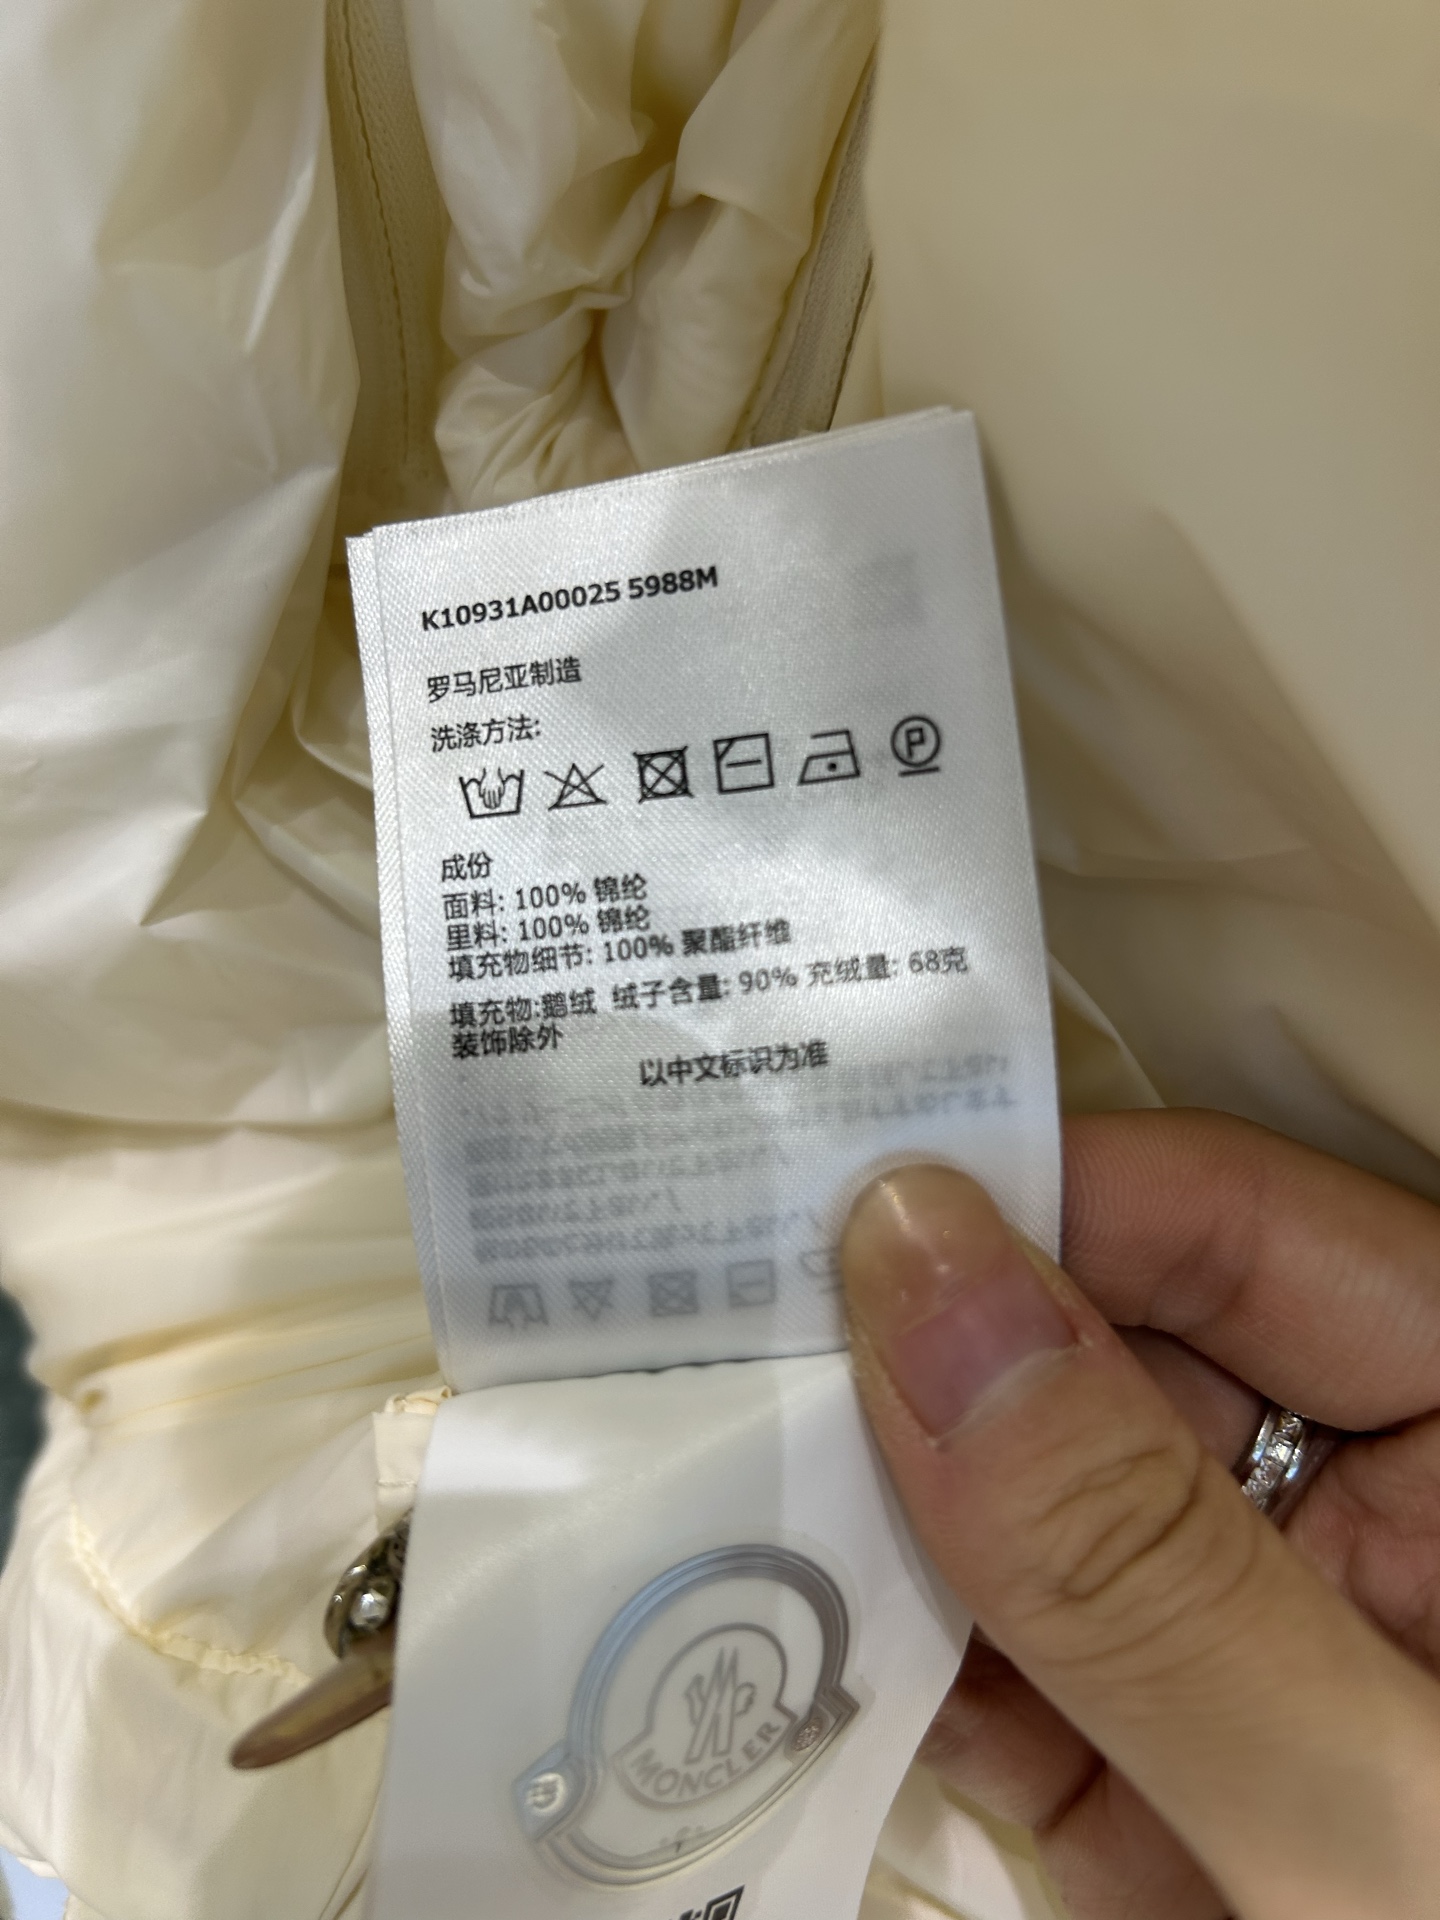 K10931A00025 5988M
罗马尼亚制造
洗涤方法:
P
成份
面料: 100% 锦纶
里料: 100% 锦纶
填充物细节: 100% 聚酯纤维
填充物:鹅绒 绒子含量: 90% 充绒量: 68克
装饰除外
以中文标识为准
MONCLER